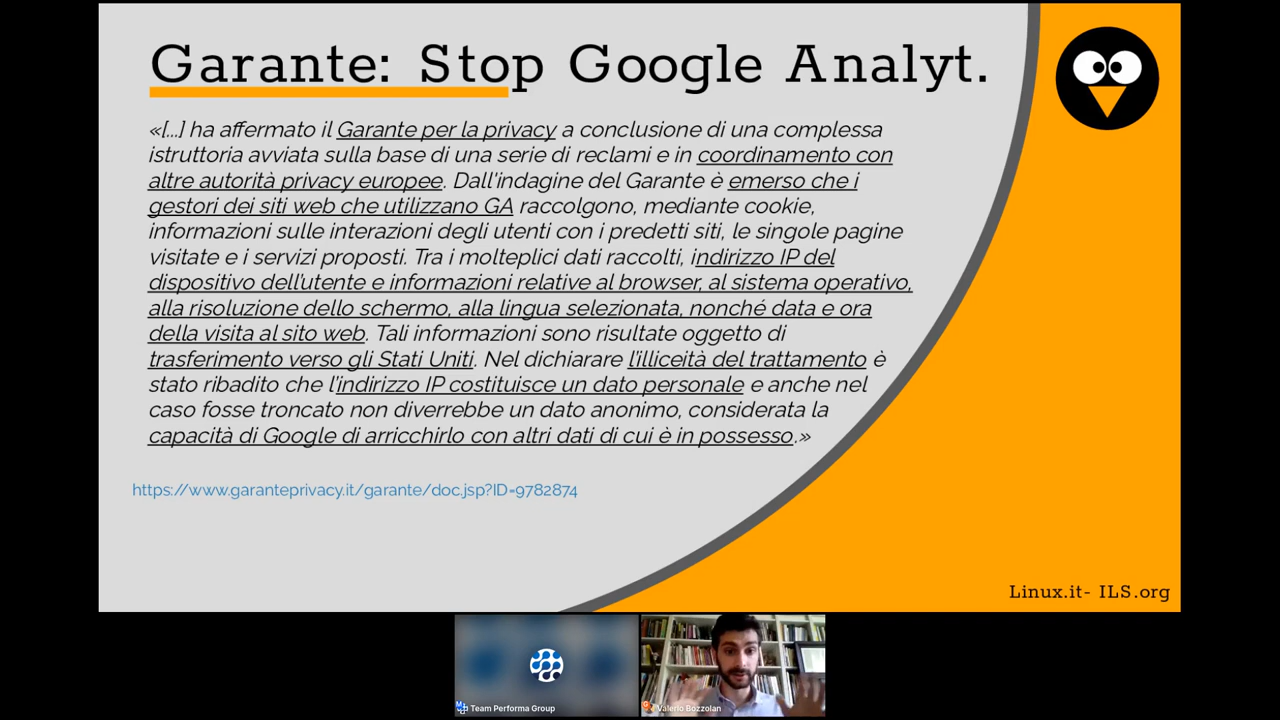 Garante: Stop Google Analyt.
«[...] ha affermato il Garante per la privacy a conclusione di una complessa
istruttoria avviata sulla base di una serie di reclami e in coordinamento con
altre autorità privacy europee. Dall'indagine del Garante è emerso che i
gestori dei siti web che utilizzano GA raccolgono, mediante cookie,
informazioni sulle interazioni degli utenti con i predetti siti, le singole pagine
visitate e i servizi proposti. Tra i molteplici dati raccolti, indirizzo IP del
dispositivo dell'utente e informazioni relative al browser, al sistema operativo,
alla risoluzione dello schermo, alla lingua selezionata, nonché data e ora
della visita al sito web. Tali informazioni sono risultate oggetto di
trasferimento verso gli Stati Uniti. Nel dichiarare l'illiceità del trattamento è
stato ribadito che l'indirizzo IP costituisce un dato personale e anche nel
caso fosse troncato non diverrebbe un dato anonimo, considerata la
capacità di Google di arricchirlo con altri dati di cui è in possesso.»
https://www.garanteprivacy.it/garante/doc.jsp?ID=9782874
Linux.it- ILS.org
Team Performa Group
Valerio Bozzolan